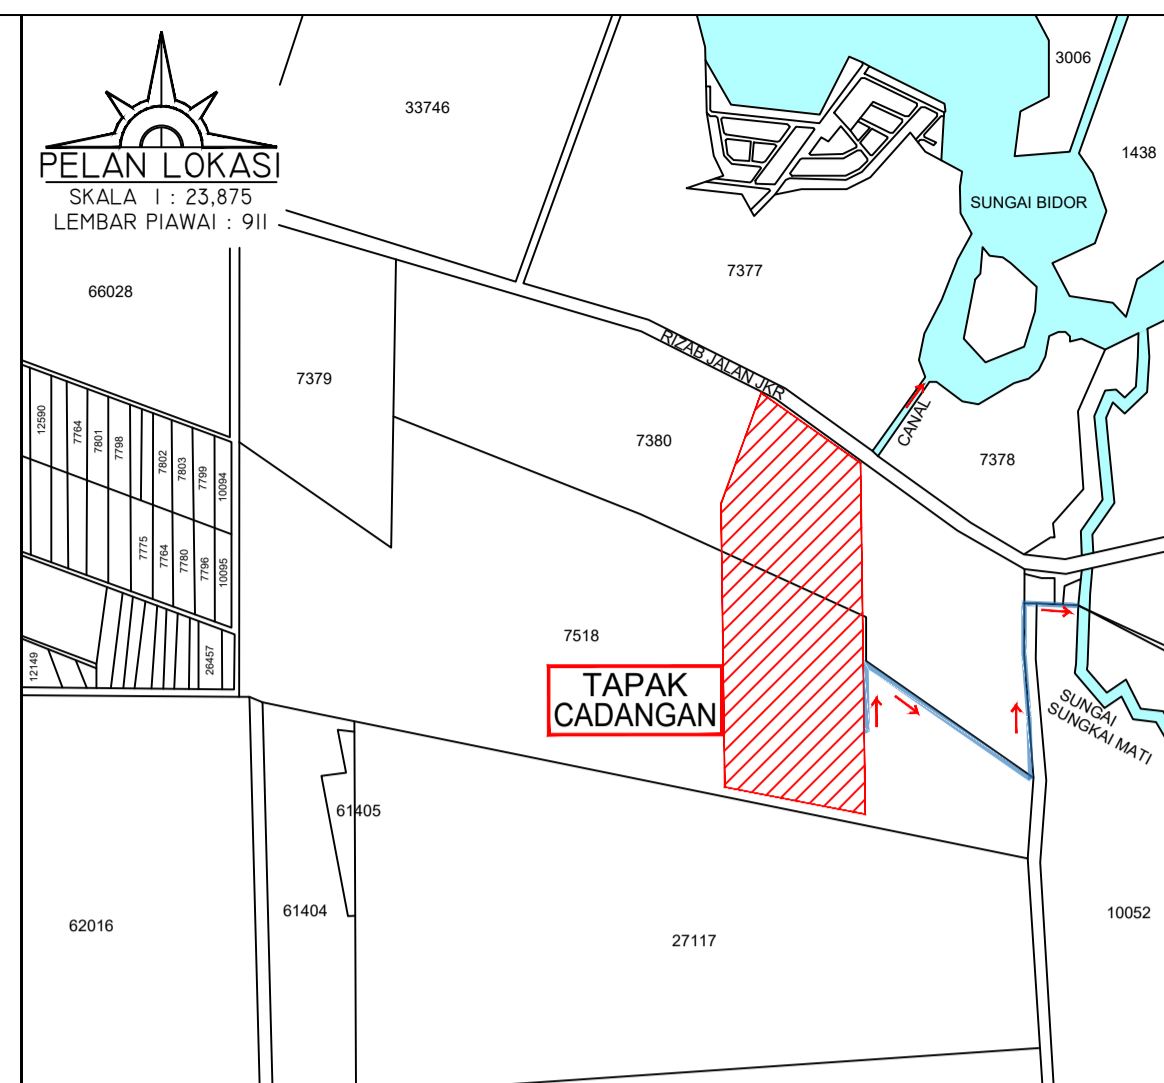 PELAN LOKASI
SKALA 1 : 23,875
LEMBAR PIAWAI : 911
33746
3006
1438
SUNGAI BIDOR
7377
66028
7379
RIZAB JALAN JKR
7380
CANAL
7378
12590
7764
7801
7798
7802
7803
7799
10094
7775
7764
7780
7796
10095
12149
26457
7518
TAPAK
CADANGAN
SUNGAI
SUNGKAI MATI
61405
61404
62016
27117
10052